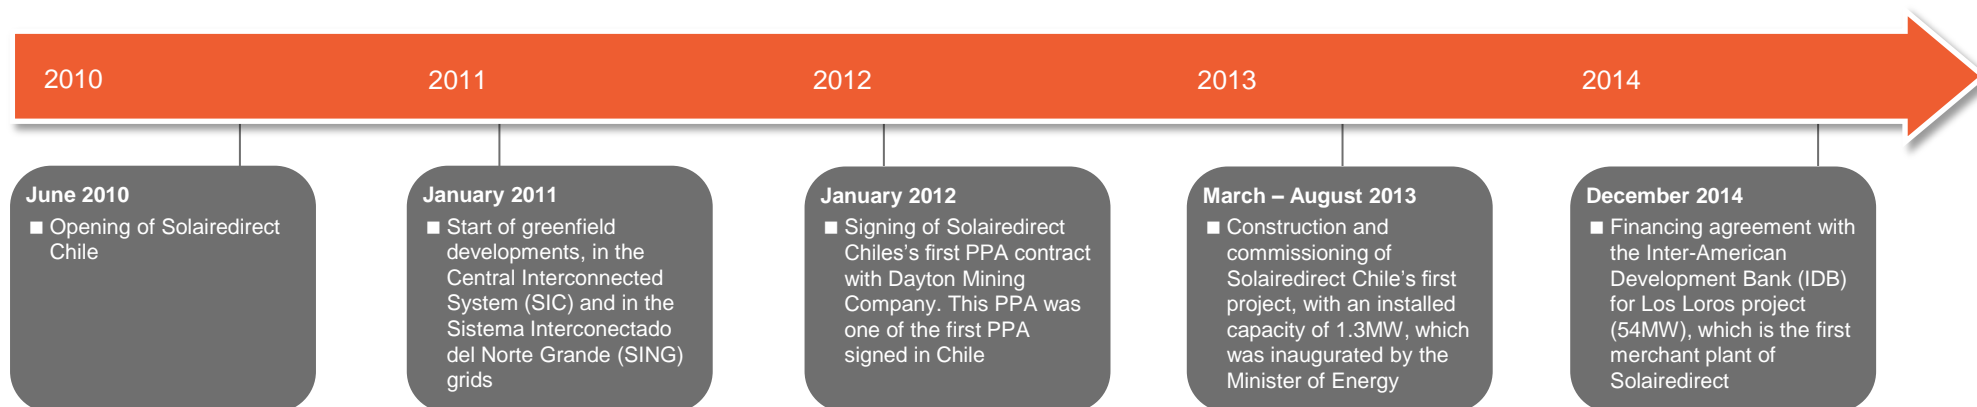 2010
2011
2012
2013
2014
June 2010
■ Opening of Solairedirect
Chile
January 2011
■ Start of greenfield
developments, in the
Central Interconnected
System (SIC) and in the
Sistema Interconectado
del Norte Grande (SING)
grids
January 2012
■ Signing of Solairedirect
Chiles's first PPA contract
with Dayton Mining
Company. This PPA was
one of the first PPA
signed in Chile
March – August 2013
■ Construction and
commissioning of
Solairedirect Chile's first
project, with an installed
capacity of 1.3MW, which
was inaugurated by the
Minister of Energy
December 2014
■ Financing agreement with
the Inter-American
Development Bank (IDB)
for Los Loros project
(54MW), which is the first
merchant plant of
Solairedirect